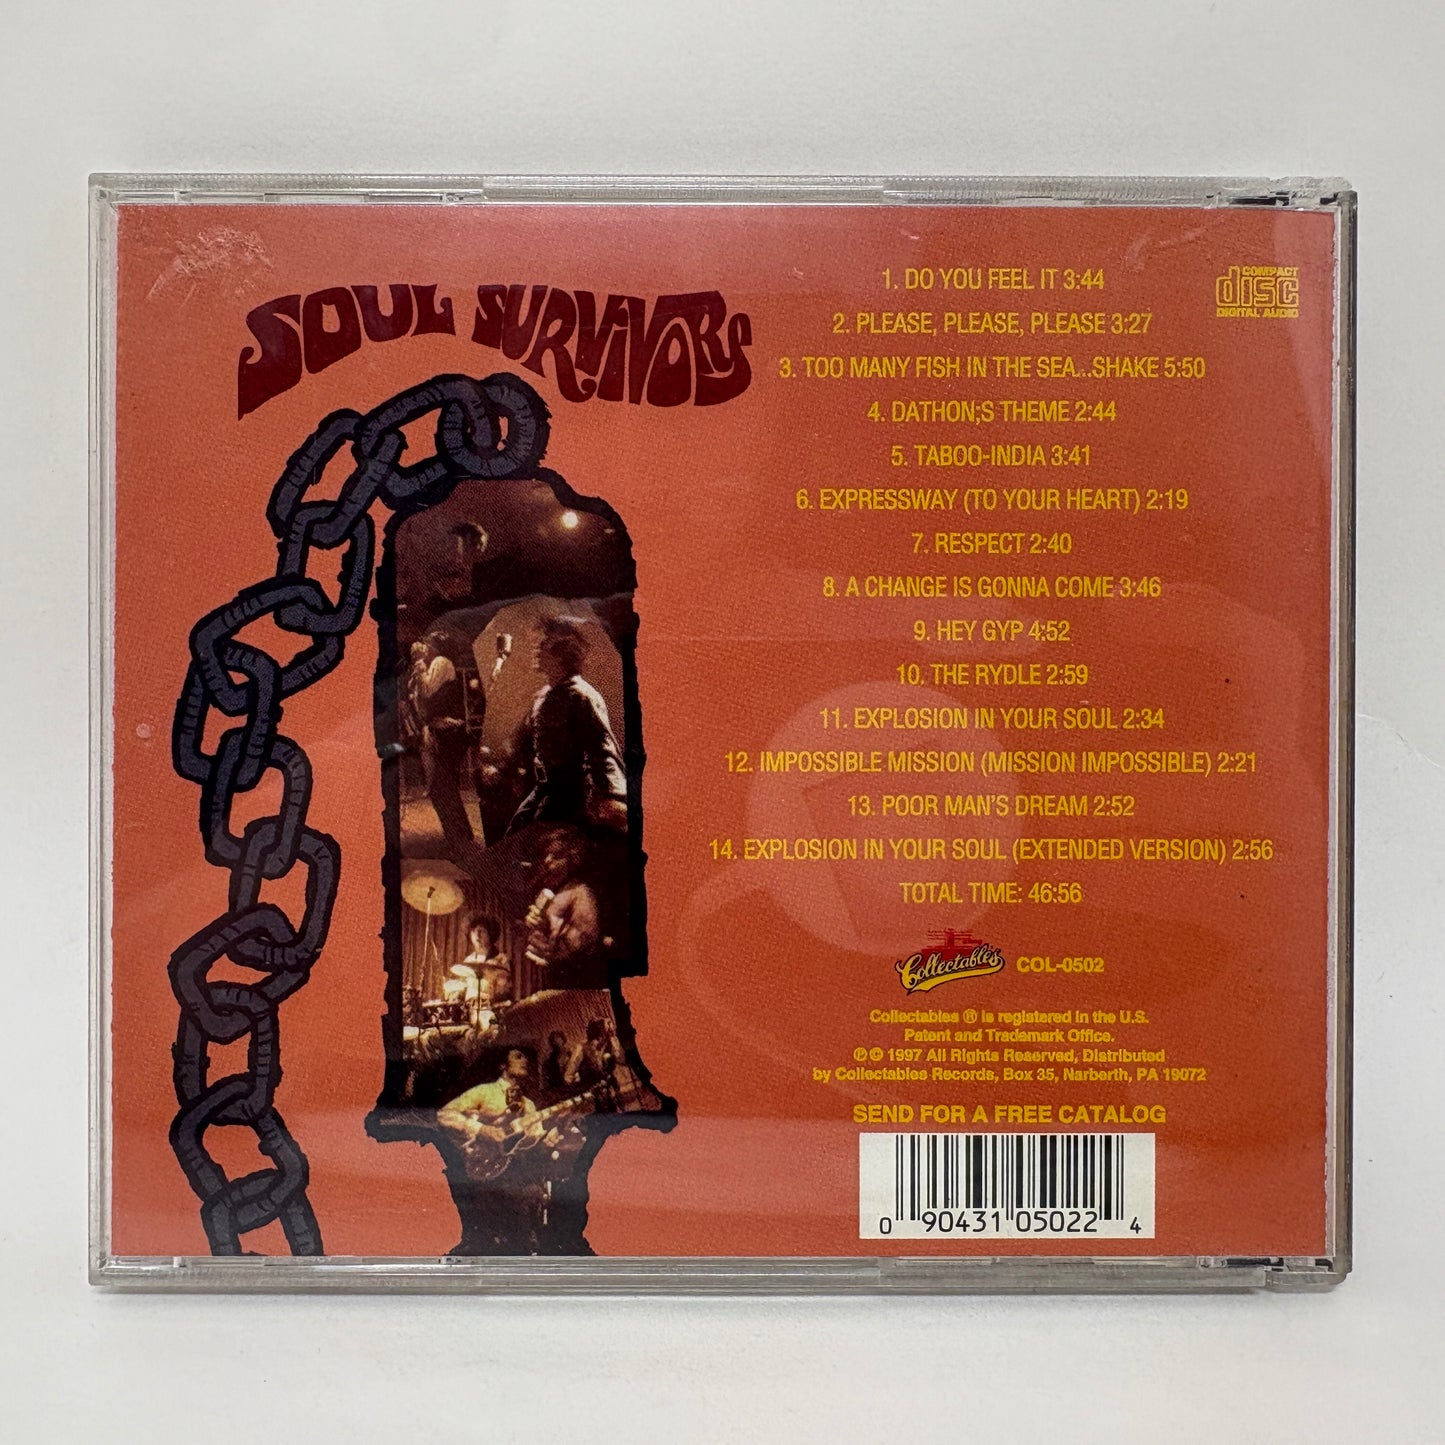 SOUL SURVIVORS
1. DO YOU FEEL IT 3:44
2. PLEASE, PLEASE, PLEASE 3:27
3. TOO MANY FISH IN THE SEA...SHAKE 5:50
4. DATHON;S THEME 2:44
5. TABOO-INDIA 3:41
6. EXPRESSWAY (TO YOUR HEART) 2:19
7. RESPECT 2:40
8. A CHANGE IS GONNA COME 3:46
9. HEY GYP 4:52
10. THE RYDLE 2:59
11. EXPLOSION IN YOUR SOUL 2:34
12. IMPOSSIBLE MISSION (MISSION IMPOSSIBLE) 2:21
13. POOR MAN'S DREAM 2:52
14. EXPLOSION IN YOUR SOUL (EXTENDED VERSION) 2:56
TOTAL TIME: 46:56
COMPACT
disc
DIGITAL AUDIO
Collectables COL-0502
Collectables ® is registered in the U.S.
Patent and Trademark Office.
℗ © 1997 All Rights Reserved, Distributed
by Collectables Records, Box 35, Narberth, PA 19072
SEND FOR A FREE CATALOG
0 90431 05022 4